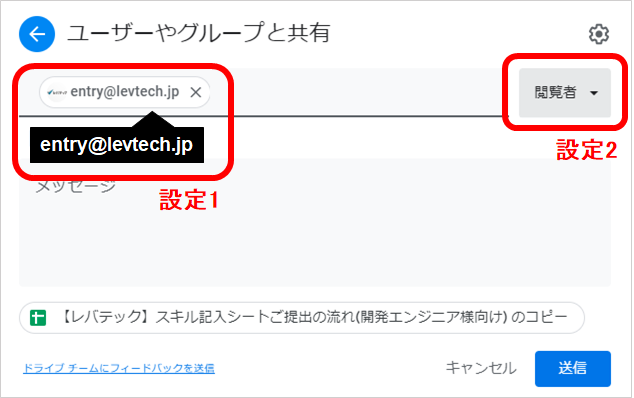 ユーザーやグループと共有
entry@levtech.jp
閲覧者
entry@levtech.jp
設定2
メッセージ
設定1
【レバテック】スキル記入シートご提出の流れ(開発エンジニア様向け) のコピー
ドライブ チームにフィードバックを送信
キャンセル
送信